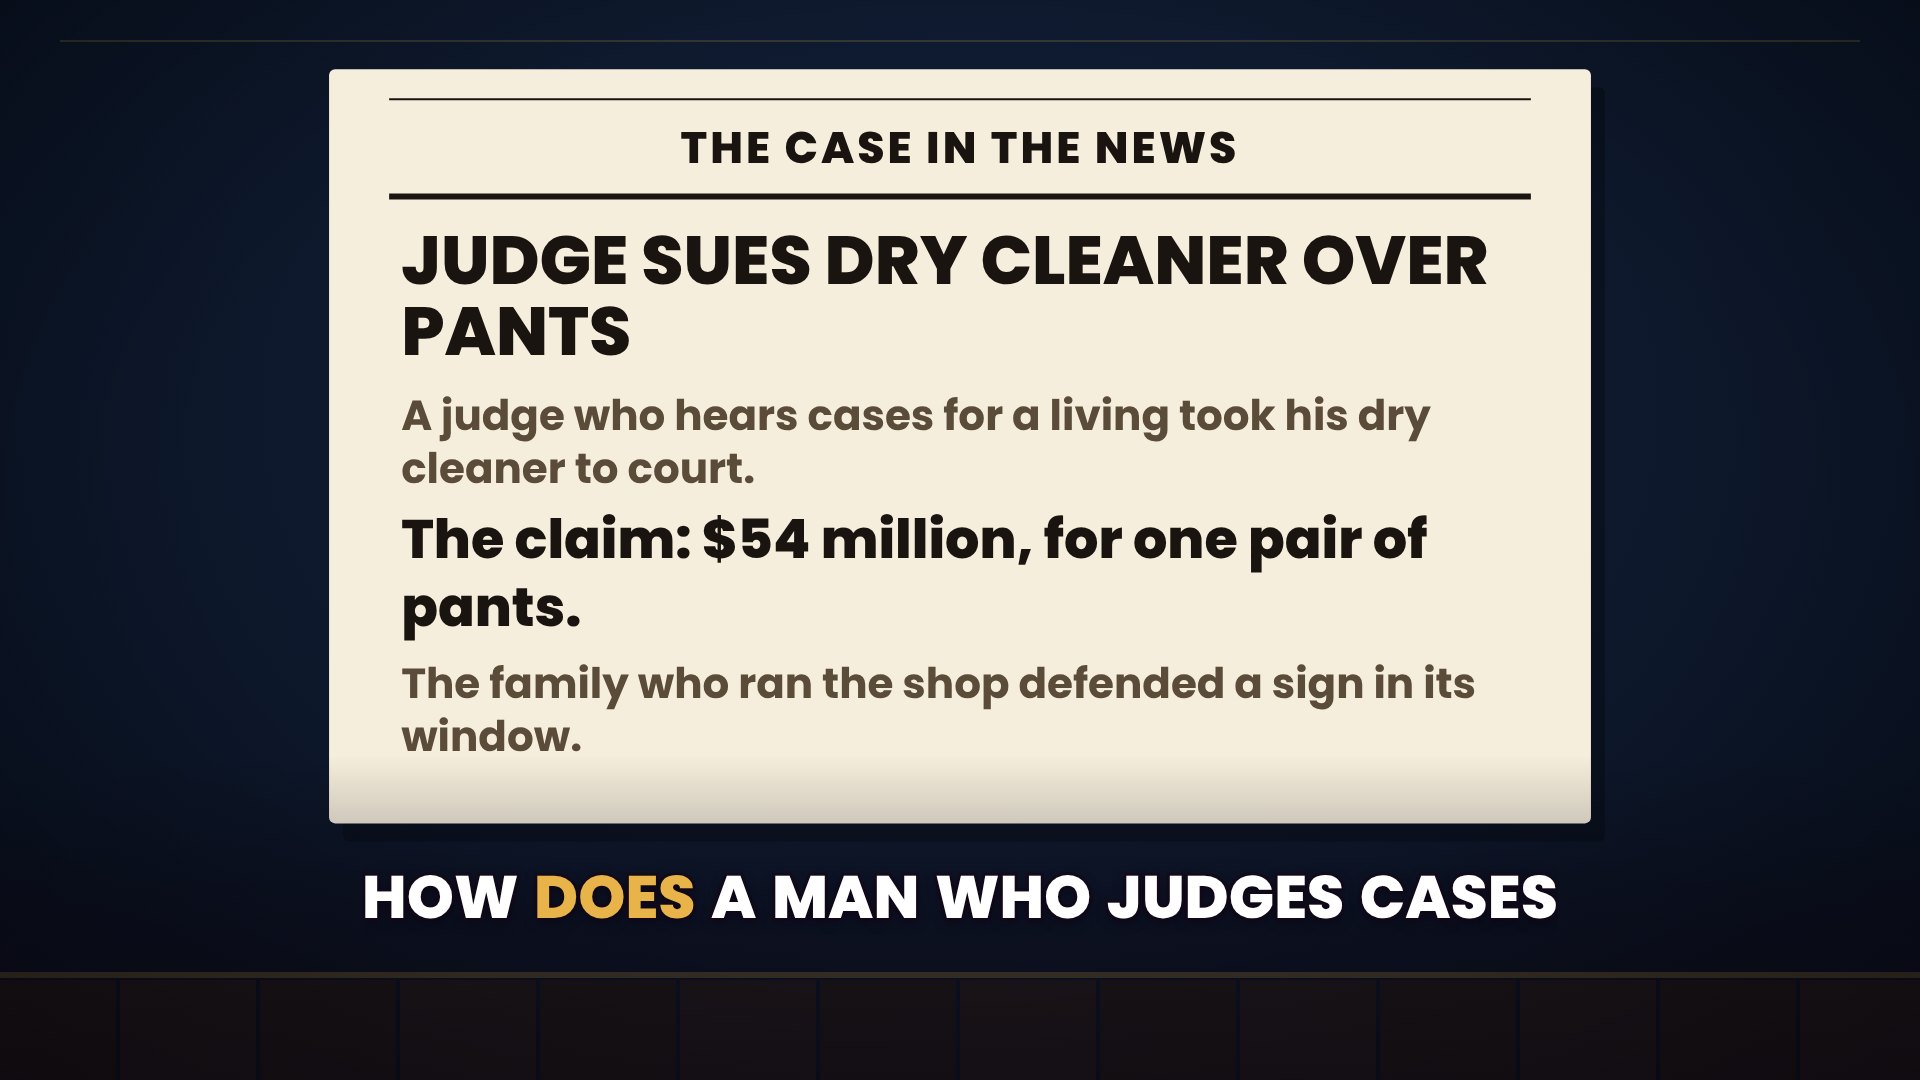 THE CASE IN THE NEWS
JUDGE SUES DRY CLEANER OVER
PANTS
A judge who hears cases for a living took his dry
cleaner to court.
The claim: $54 million, for one pair of
pants.
The family who ran the shop defended a sign in its
window.
HOW DOES A MAN WHO JUDGES CASES